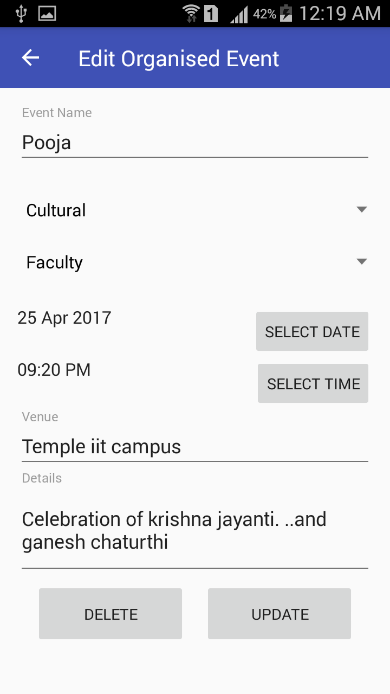 1 42% 12:19 AM
Edit Organised Event
Event Name
Pooja
Cultural
Faculty
25 Apr 2017
SELECT DATE
09:20 PM
SELECT TIME
Venue
Temple iit campus
Details
Celebration of krishna jayanti. ..and
ganesh chaturthi
DELETE UPDATE